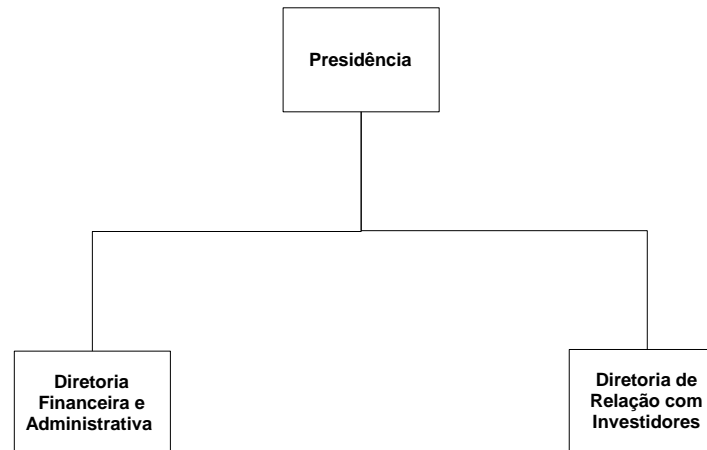 Presidência
Diretoria
Financeira e
Administrativa
Diretoria de
Relação com
Investidores